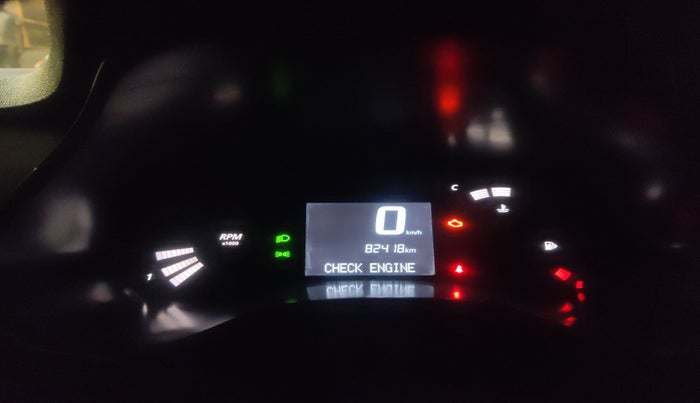 C
0 km/h
RPM
x1000
82418km
CHECK ENGINE
E